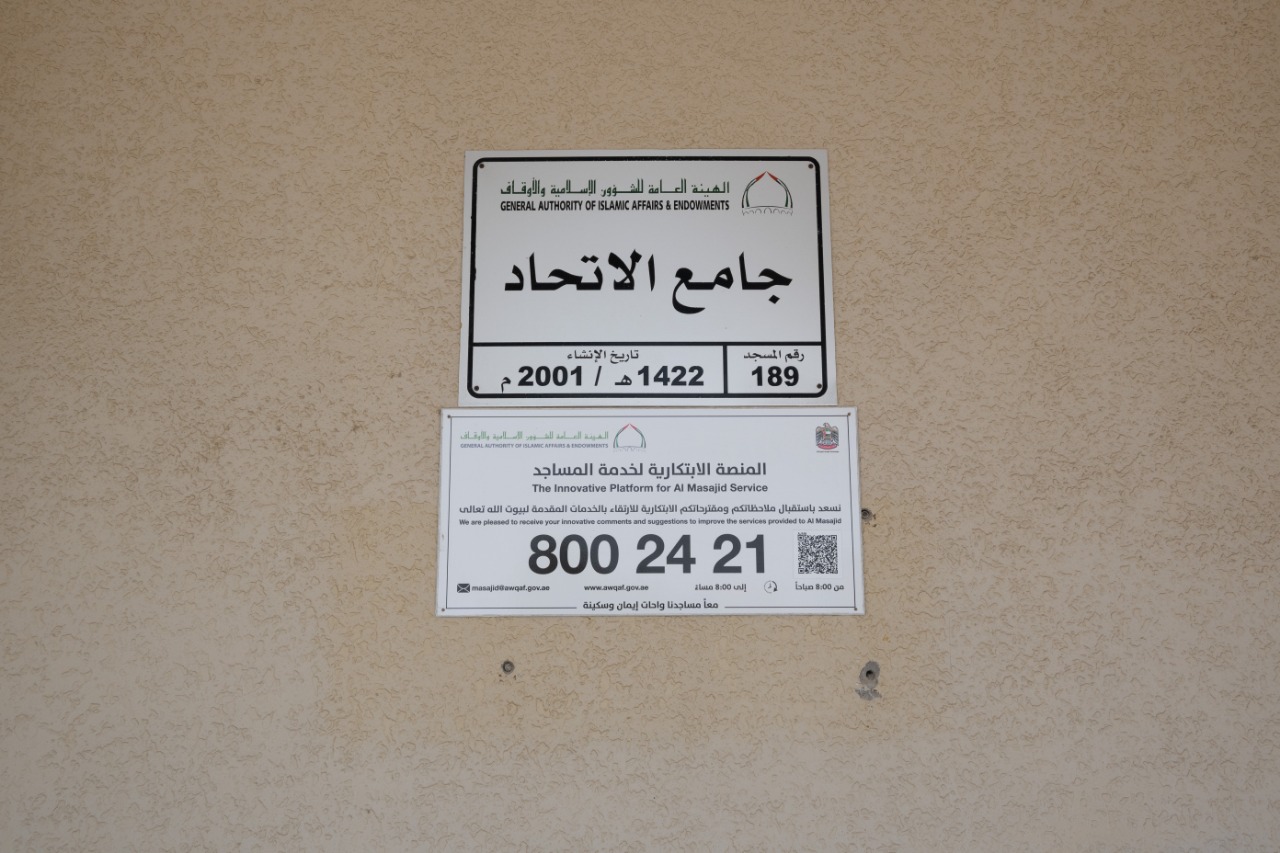 الهيئة العامة للشؤون الإسلامية والأوقاف
GENERAL AUTHORITY OF ISLAMIC AFFAIRS & ENDOWMENTS
جامع الاتحاد
رقم المسجد
189
تاريخ الإنشاء
1422 هـ / 2001 م
الهيئة العامة للشؤون الإسلامية والأوقاف
GENERAL AUTHORITY OF ISLAMIC AFFAIRS & ENDOWMENTS
المنصة الابتكارية لخدمة المساجد
The Innovative Platform for Al Masajid Service
نسعد باستقبال ملاحظاتكم ومقترحاتكم الابتكارية للارتقاء بالخدمات المقدمة لبيوت الله تعالى
We are pleased to receive your innovative comments and suggestions to improve the services provided to Al Masajid
800 24 21
من 8:00 صباحاً إلى 8:00 مساءً
www.awqaf.gov.ae
masajid@awqaf.gov.ae
معاً مساجدنا واحات إيمان وسكينة